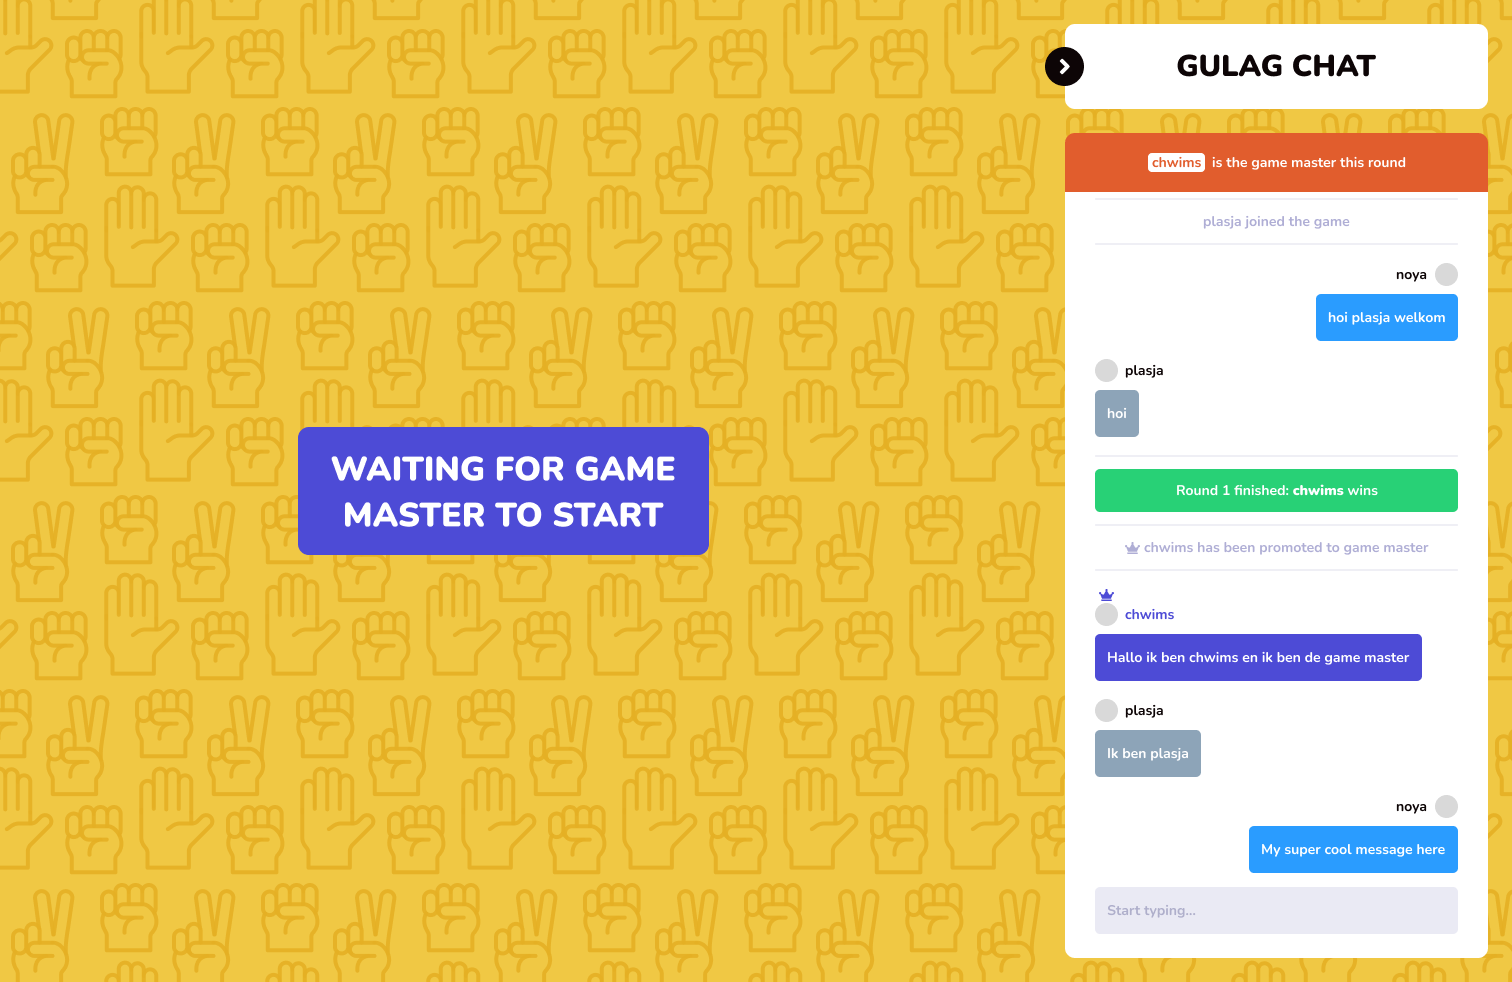 GULAG CHAT
chwims is the game master this round
plasja joined the game
noya
hoi plasja welkom
plasja
hoi
Round 1 finished: chwims wins
chwims has been promoted to game master
chwims
Hallo ik ben chwims en ik ben de game master
plasja
Ik ben plasja
noya
My super cool message here
Start typing...
WAITING FOR GAME
MASTER TO START